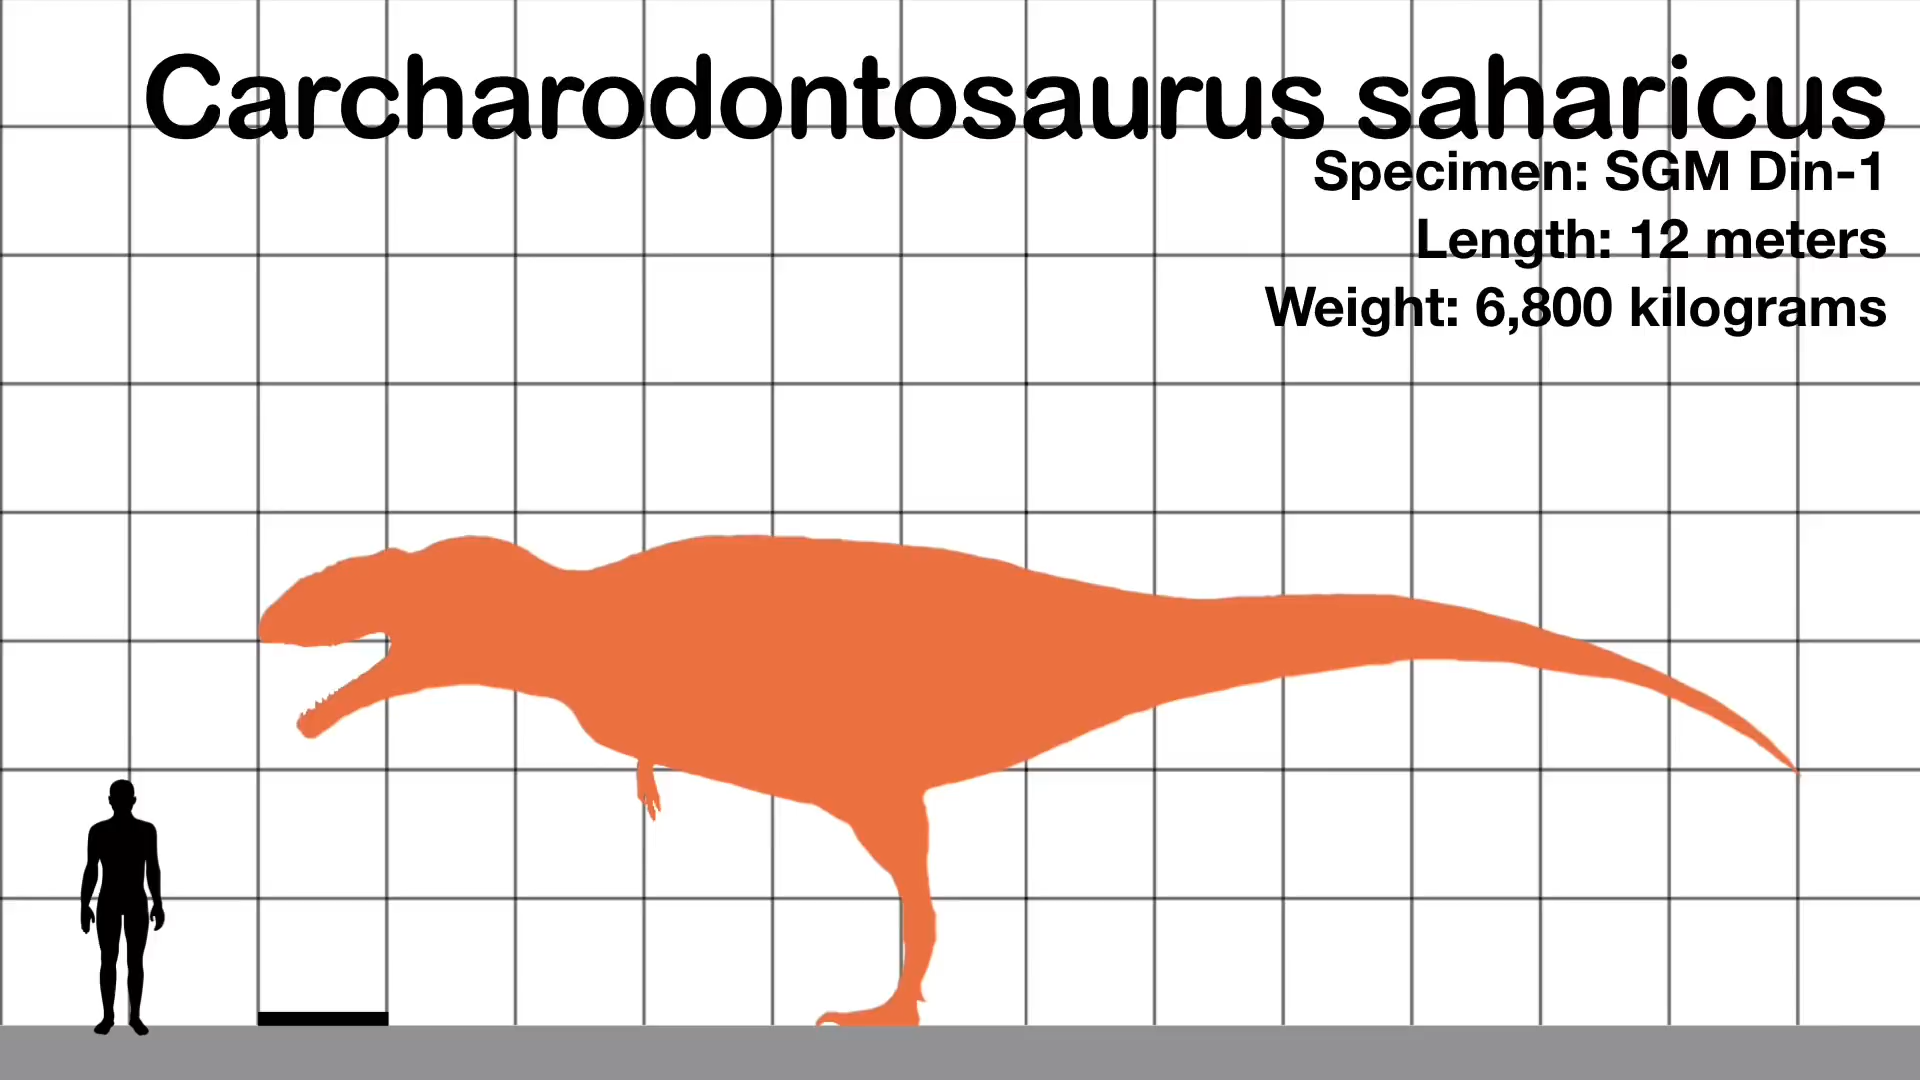 Carcharodontosaurus saharicus
Specimen: SGM Din-1
Length: 12 meters
Weight: 6,800 kilograms